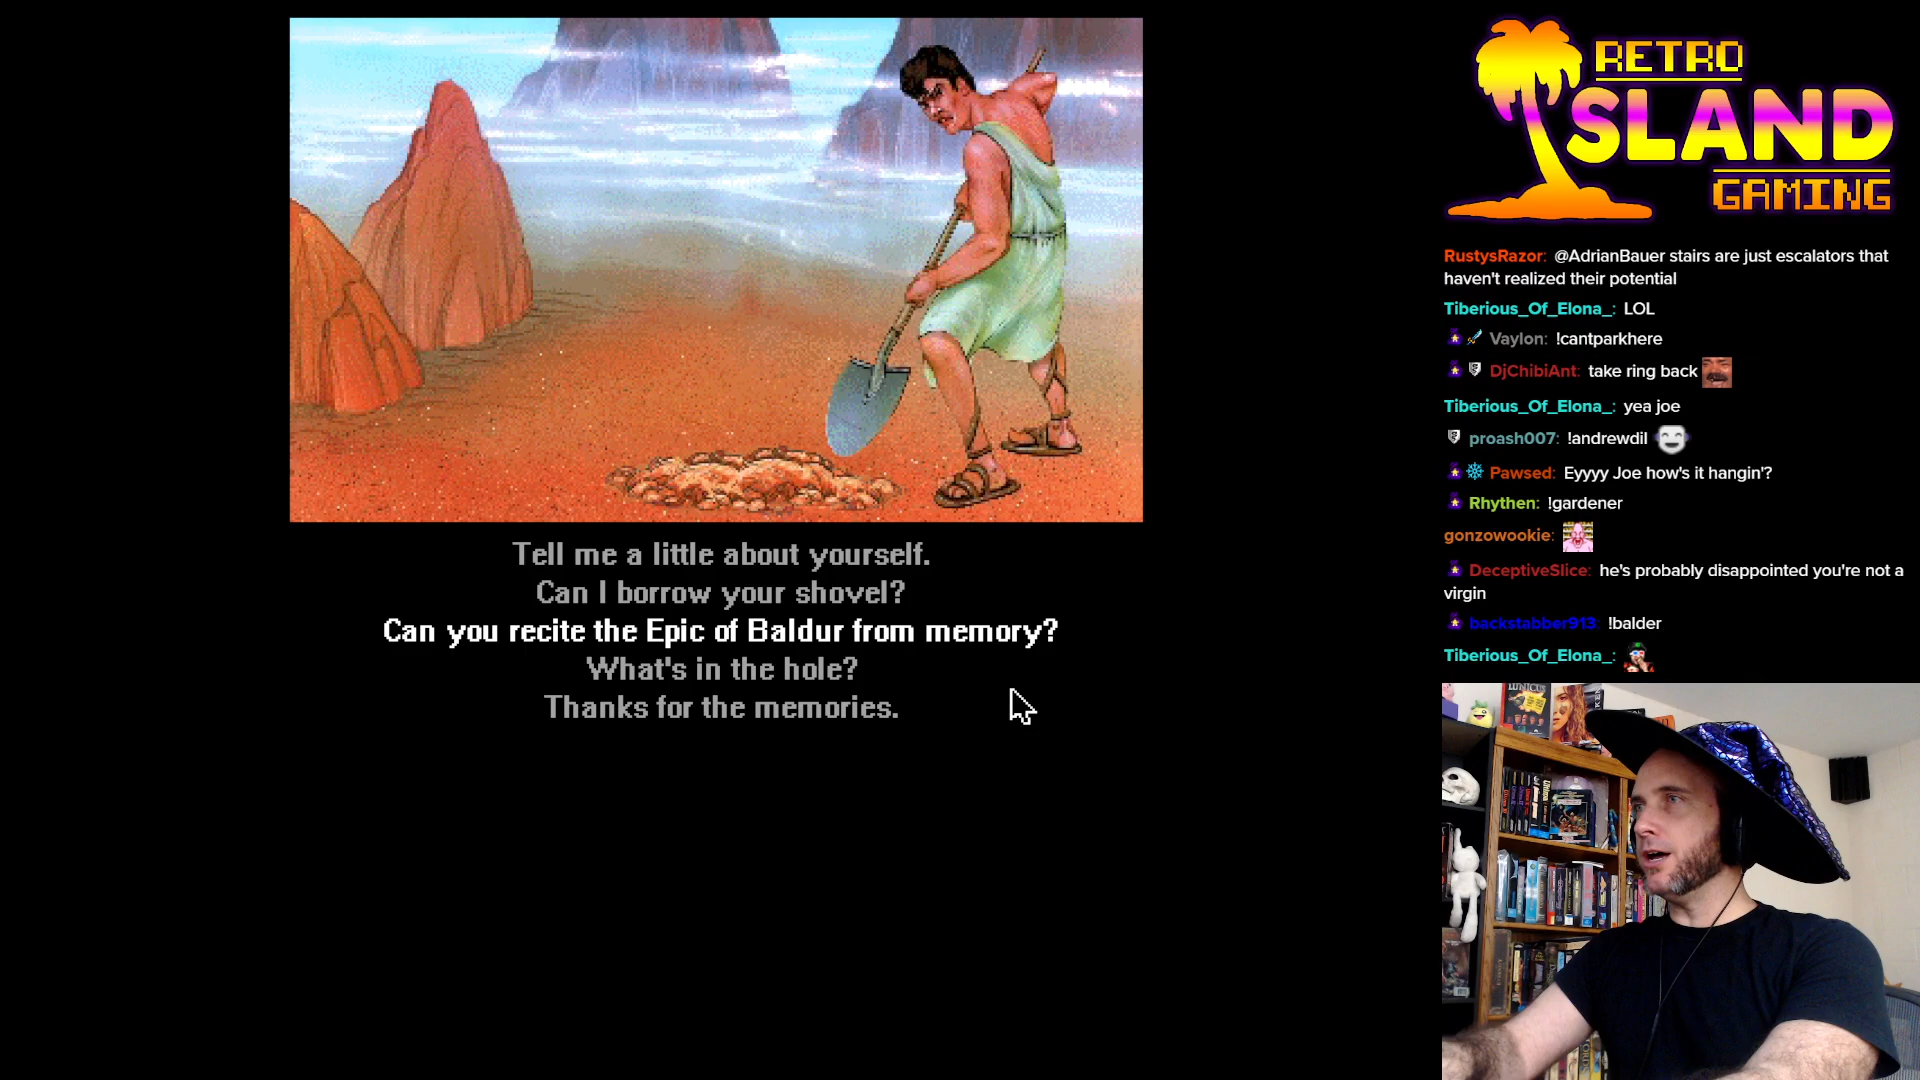 RETRO
ISLAND
GAMING
RustysRazor: @AdrianBauer stairs are just escalators that
haven't realized their potential
Tiberious_Of_Elona_: LOL
Vaylon: !cantparkhere
DjChibiAnt: take ring back
Tiberious_Of_Elona_: yea joe
proash007: !andrewdil
Pawsed: Eyyyy Joe how's it hangin'?
Rhythen: !gardener
gonzowookie:
DeceptiveSlice: he's probably disappointed you're not a
virgin
backstabber913: !balder
Tiberious_Of_Elona_:
Tell me a little about yourself.
Can I borrow your shovel?
Can you recite the Epic of Baldur from memory?
What's in the hole?
Thanks for the memories.
LUNICUS